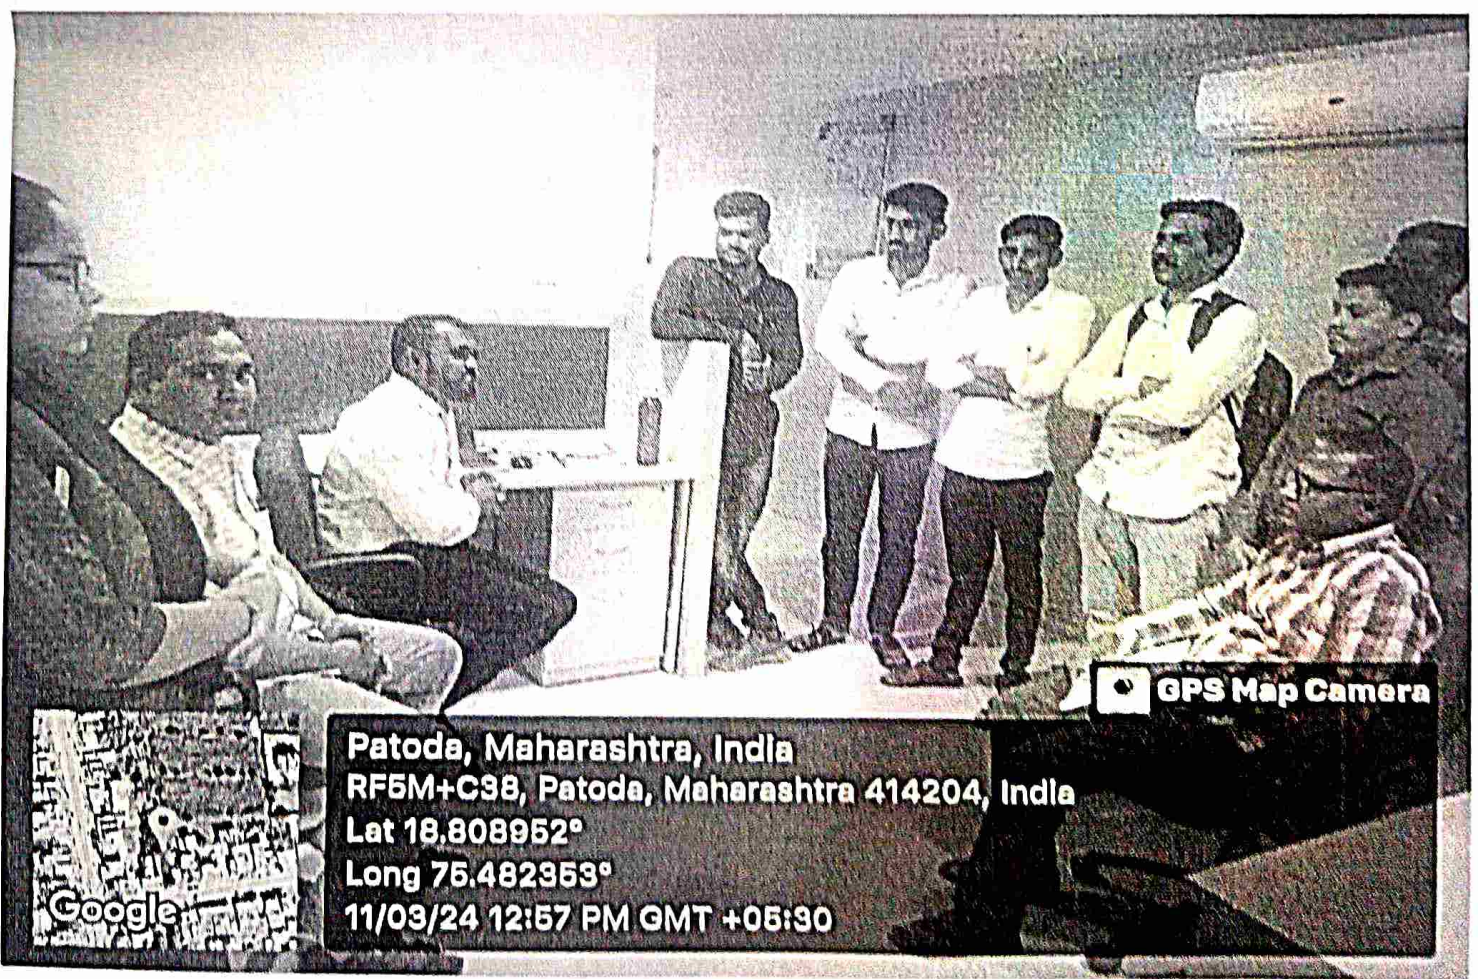 GPS Map Camera
Patoda, Maharashtra, India
RF5M+C38, Patoda, Maharashtra 414204, India
Lat 18.808952°
Long 75.482353°
11/03/24 12:57 PM GMT +05:30
Google